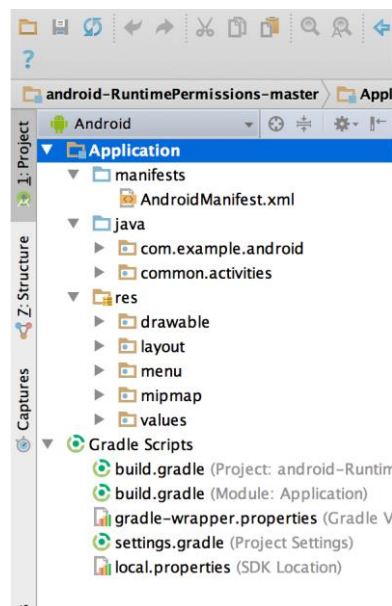 ?
android-RuntimePermissions-master
Appl
Android
1: Project
Application
manifests
AndroidManifest.xml
java
com.example.android
common.activities
Z: Structure
res
drawable
layout
menu
mipmap
values
Captures
Gradle Scripts
build.gradle (Project: android-Runtim
build.gradle (Module: Application)
gradle-wrapper.properties (Gradle V
settings.gradle (Project Settings)
local.properties (SDK Location)